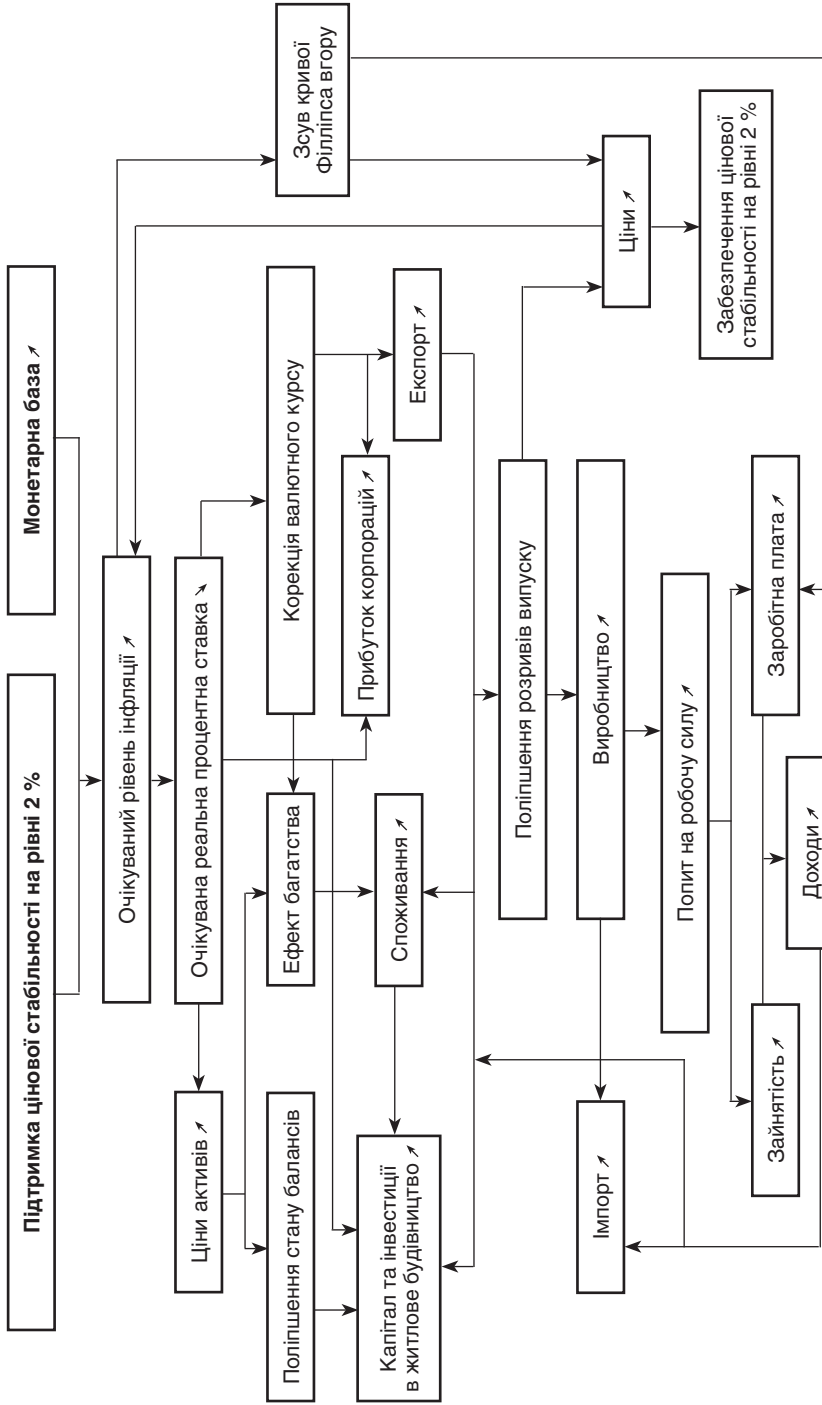 Підтримка цінової стабільності на рівні 2 %
Монетарна база ↗
Очікуваний рівень інфляції ↗
Очікувана реальна процентна ставка ↘
Ціни активів ↗
Зсув кривої
Філліпса вгору
Поліпшення стану балансів
Ефект багатства
Корекція валютного курсу
Капітал та інвестиції
в житлове будівництво ↗
Споживання ↗
Прибуток корпорацій ↗
Експорт ↗
Поліпшення розривів випуску
Імпорт ↗
Виробництво ↗
Ціни ↗
Попит на робочу силу ↗
Забезпечення цінової
стабільності на рівні 2 %
Зайнятість ↗
Заробітна плата ↗
Доходи ↗